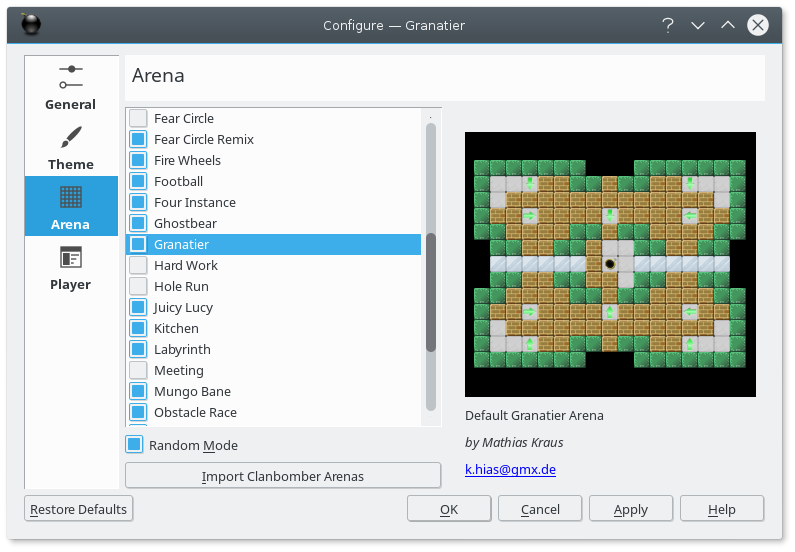 Configure — Granatier
General
Theme
Arena
Player
Arena
Fear Circle
Fear Circle Remix
Fire Wheels
Football
Four Instance
Ghostbear
Granatier
Hard Work
Hole Run
Juicy Lucy
Kitchen
Labyrinth
Meeting
Mungo Bane
Obstacle Race
Random Mode
Import Clanbomber Arenas
Default Granatier Arena
by Mathias Kraus
k.hias@gmx.de
Restore Defaults
OK
Cancel
Apply
Help